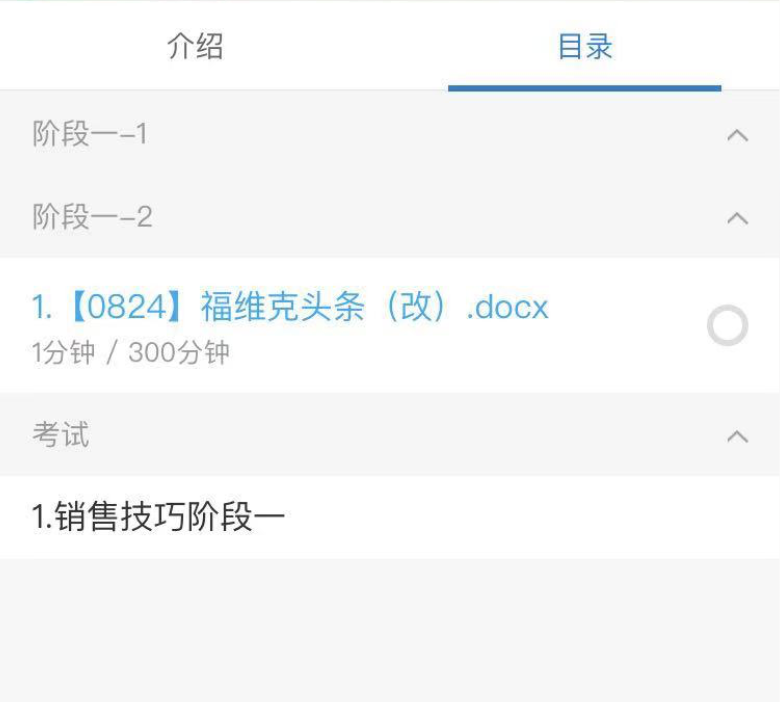 介绍 目录
阶段一-1
阶段一-2
1.【0824】福维克头条（改）.docx
1分钟 / 300分钟
考试
1.销售技巧阶段一